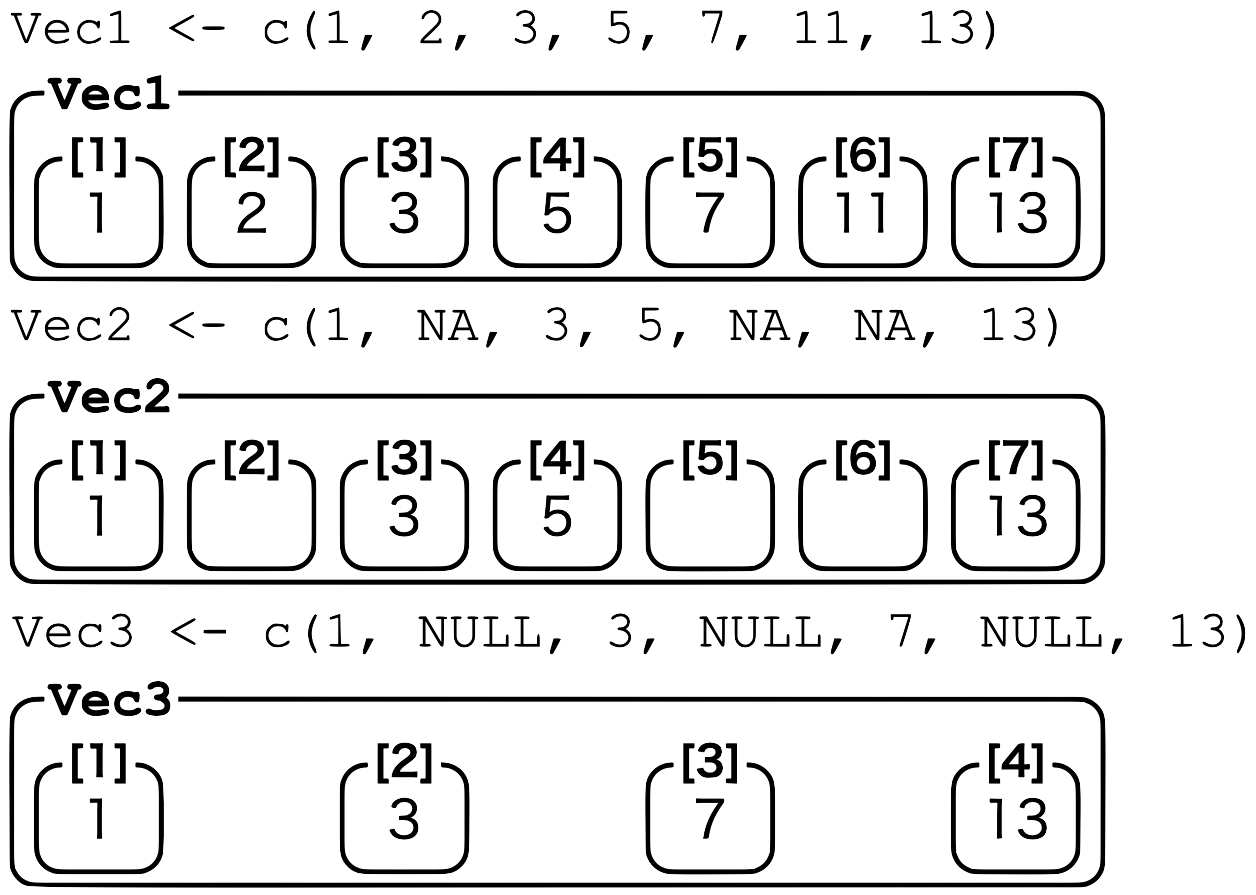 Vec1 <- c(1, 2, 3, 5, 7, 11, 13)
Vec1
[1] [2] [3] [4] [5] [6] [7]
1 2 3 5 7 11 13
Vec2 <- c(1, NA, 3, 5, NA, NA, 13)
Vec2
[1] [2] [3] [4] [5] [6] [7]
1 3 5 13
Vec3 <- c(1, NULL, 3, NULL, 7, NULL, 13)
Vec3
[1] [2] [3] [4]
1 3 7 13